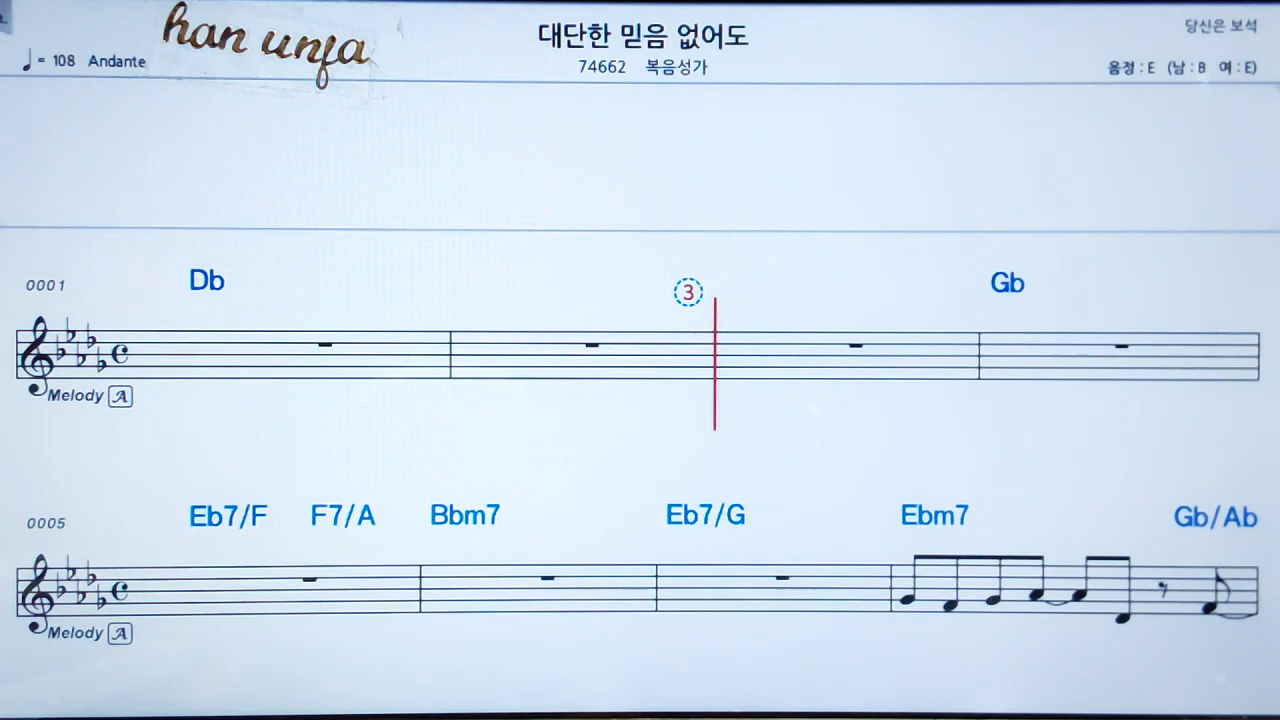 han unfa
대단한 믿음 없어도
당신은 보석
♩= 108 Andante
74662 복음성가
음정 : E (남 : B 여 : E)
0001
Db
3
Gb
Melody A
0005
Eb7/F F7/A Bbm7 Eb7/G Ebm7 Gb/Ab
Melody A